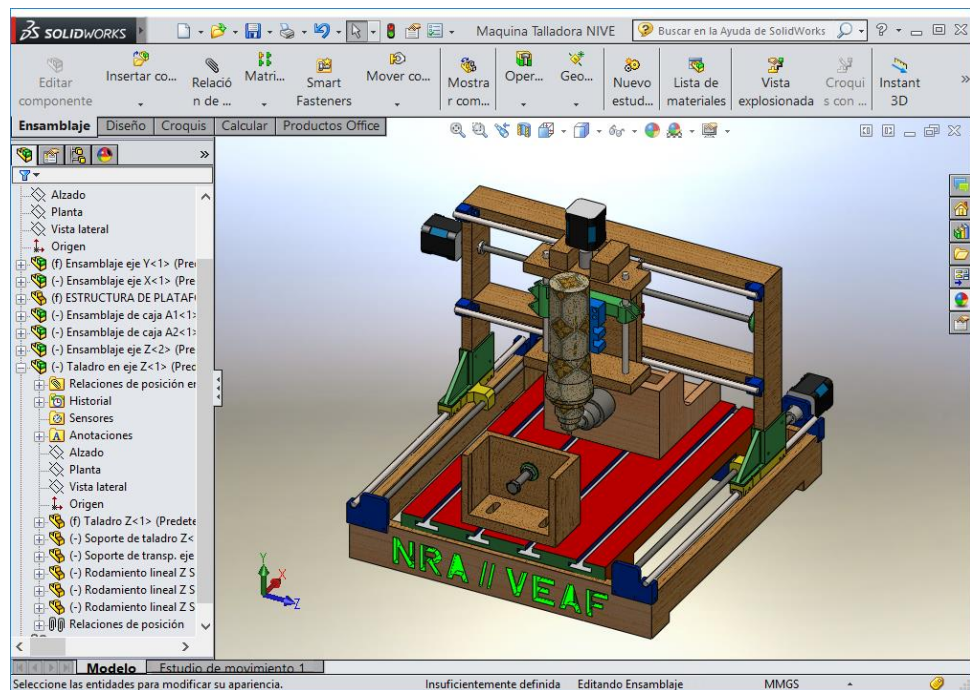 SOLIDWORKS
Maquina Talladora NIVE
Buscar en la Ayuda de SolidWorks
Editar componente
Insertar co...
Relació n de ...
Matri...
Smart Fasteners
Mover co...
Mostra r com...
Oper...
Geo...
Nuevo estud...
Lista de materiales
Vista explosionada
Croqui s con ...
Instant 3D
Ensamblaje
Diseño
Croquis
Calcular
Productos Office
Alzado
Planta
Vista lateral
Origen
(f) Ensamblaje eje Y<1> (Pre
(-) Ensamblaje eje X<1> (Pre
(f) ESTRUCTURA DE PLATAF
(-) Ensamblaje de caja A1<1>
(-) Ensamblaje de caja A2<1>
(-) Ensamblaje eje Z<2> (Pre
(-) Taladro en eje Z<1> (Pred
Relaciones de posición en
Historial
Sensores
Anotaciones
Alzado
Planta
Vista lateral
Origen
(f) Taladro Z<1> (Predete
(-) Soporte de taladro Z<
(-) Soporte de transp. eje
(-) Rodamiento lineal Z S
(-) Rodamiento lineal Z S
(-) Rodamiento lineal Z S
Relaciones de posición
NRA // VEAF
Y
X
Z
Modelo
Estudio de movimiento 1
Seleccione las entidades para modificar su apariencia.
Insuficientemente definida
Editando Ensamblaje
MMGS